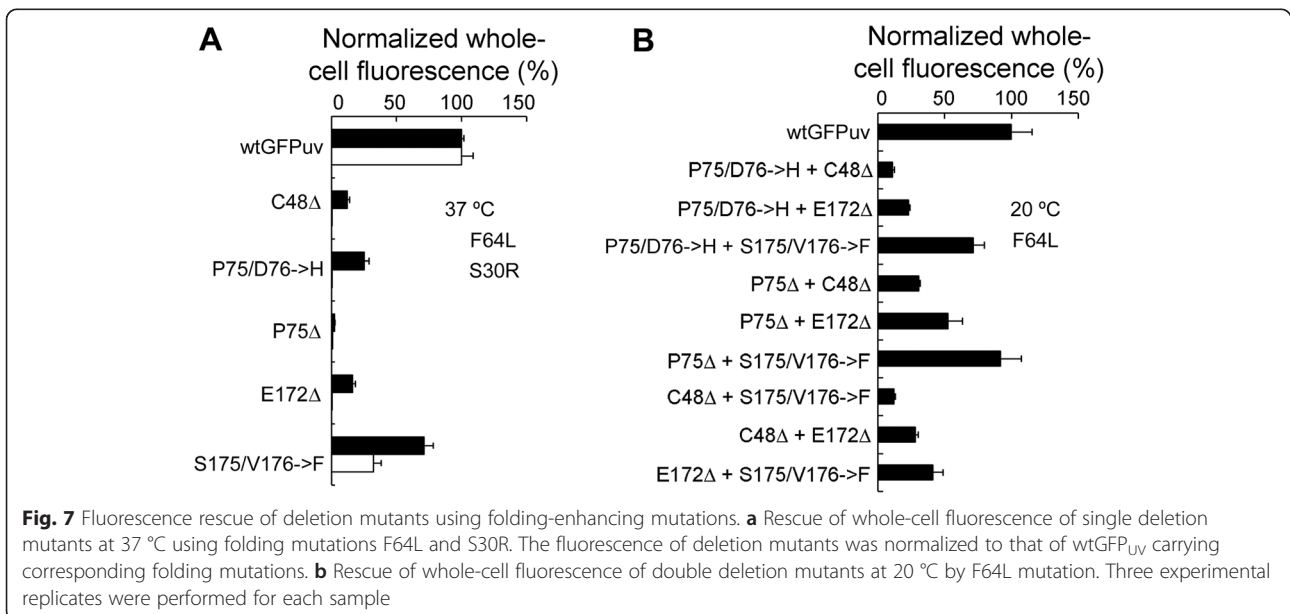 A
Normalized whole-
cell fluorescence (%)
0 50 100 150
wtGFPuv
C48Δ
P75/D76->H
P75Δ
E172Δ
S175/V176->F
37 ºC
F64L
S30R
B
Normalized whole-
cell fluorescence (%)
0 50 100 150
wtGFPuv
P75/D76->H + C48Δ
P75/D76->H + E172Δ
P75/D76->H + S175/V176->F
P75Δ + C48Δ
P75Δ + E172Δ
P75Δ + S175/V176->F
C48Δ + S175/V176->F
C48Δ + E172Δ
E172Δ + S175/V176->F
20 ºC
F64L
Fig. 7 Fluorescence rescue of deletion mutants using folding-enhancing mutations. a Rescue of whole-cell fluorescence of single deletion
mutants at 37 °C using folding mutations F64L and S30R. The fluorescence of deletion mutants was normalized to that of wtGFPUV carrying
corresponding folding mutations. b Rescue of whole-cell fluorescence of double deletion mutants at 20 °C by F64L mutation. Three experimental
replicates were performed for each sample